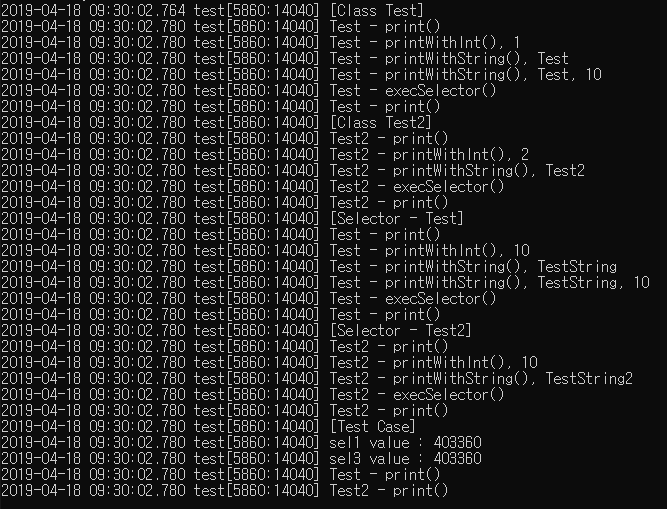 2019-04-18 09:30:02.764 test[5860:14040] [Class Test]
2019-04-18 09:30:02.780 test[5860:14040] Test - print()
2019-04-18 09:30:02.780 test[5860:14040] Test - printWithInt(), 1
2019-04-18 09:30:02.780 test[5860:14040] Test - printWithString(), Test
2019-04-18 09:30:02.780 test[5860:14040] Test - printWithString(), Test, 10
2019-04-18 09:30:02.780 test[5860:14040] Test - execSelector()
2019-04-18 09:30:02.780 test[5860:14040] Test - print()
2019-04-18 09:30:02.780 test[5860:14040] [Class Test2]
2019-04-18 09:30:02.780 test[5860:14040] Test2 - print()
2019-04-18 09:30:02.780 test[5860:14040] Test2 - printWithInt(), 2
2019-04-18 09:30:02.780 test[5860:14040] Test2 - printWithString(), Test2
2019-04-18 09:30:02.780 test[5860:14040] Test2 - execSelector()
2019-04-18 09:30:02.780 test[5860:14040] Test2 - print()
2019-04-18 09:30:02.780 test[5860:14040] [Selector - Test]
2019-04-18 09:30:02.780 test[5860:14040] Test - print()
2019-04-18 09:30:02.780 test[5860:14040] Test - printWithInt(), 10
2019-04-18 09:30:02.780 test[5860:14040] Test - printWithString(), TestString
2019-04-18 09:30:02.780 test[5860:14040] Test - printWithString(), TestString, 10
2019-04-18 09:30:02.780 test[5860:14040] Test - execSelector()
2019-04-18 09:30:02.780 test[5860:14040] Test - print()
2019-04-18 09:30:02.780 test[5860:14040] [Selector - Test2]
2019-04-18 09:30:02.780 test[5860:14040] Test2 - print()
2019-04-18 09:30:02.780 test[5860:14040] Test2 - printWithInt(), 10
2019-04-18 09:30:02.780 test[5860:14040] Test2 - printWithString(), TestString2
2019-04-18 09:30:02.780 test[5860:14040] Test2 - execSelector()
2019-04-18 09:30:02.780 test[5860:14040] Test2 - print()
2019-04-18 09:30:02.780 test[5860:14040] [Test Case]
2019-04-18 09:30:02.780 test[5860:14040] sel1 value : 403360
2019-04-18 09:30:02.780 test[5860:14040] sel3 value : 403360
2019-04-18 09:30:02.780 test[5860:14040] Test - print()
2019-04-18 09:30:02.780 test[5860:14040] Test2 - print()